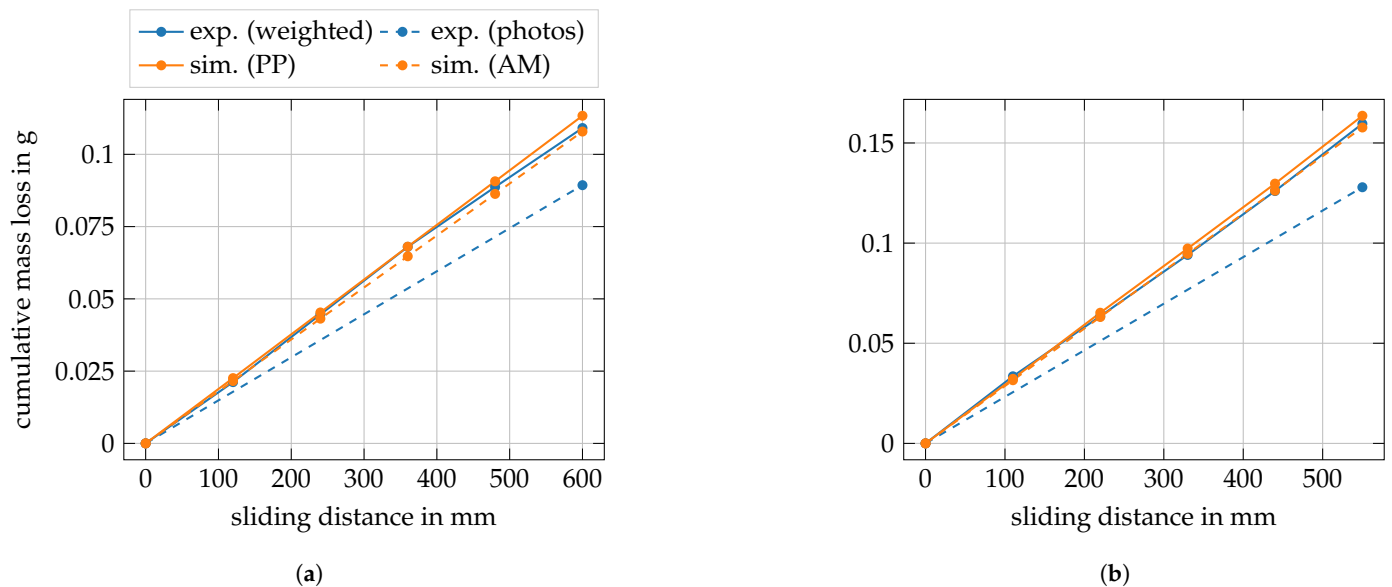 exp. (weighted) exp. (photos)
sim. (PP) sim. (AM)
cumulative mass loss in g
0.1
0.075
0.05
0.025
0
0 100 200 300 400 500 600
sliding distance in mm
(a)
0.15
0.1
0.05
0
0 100 200 300 400 500
sliding distance in mm
(b)